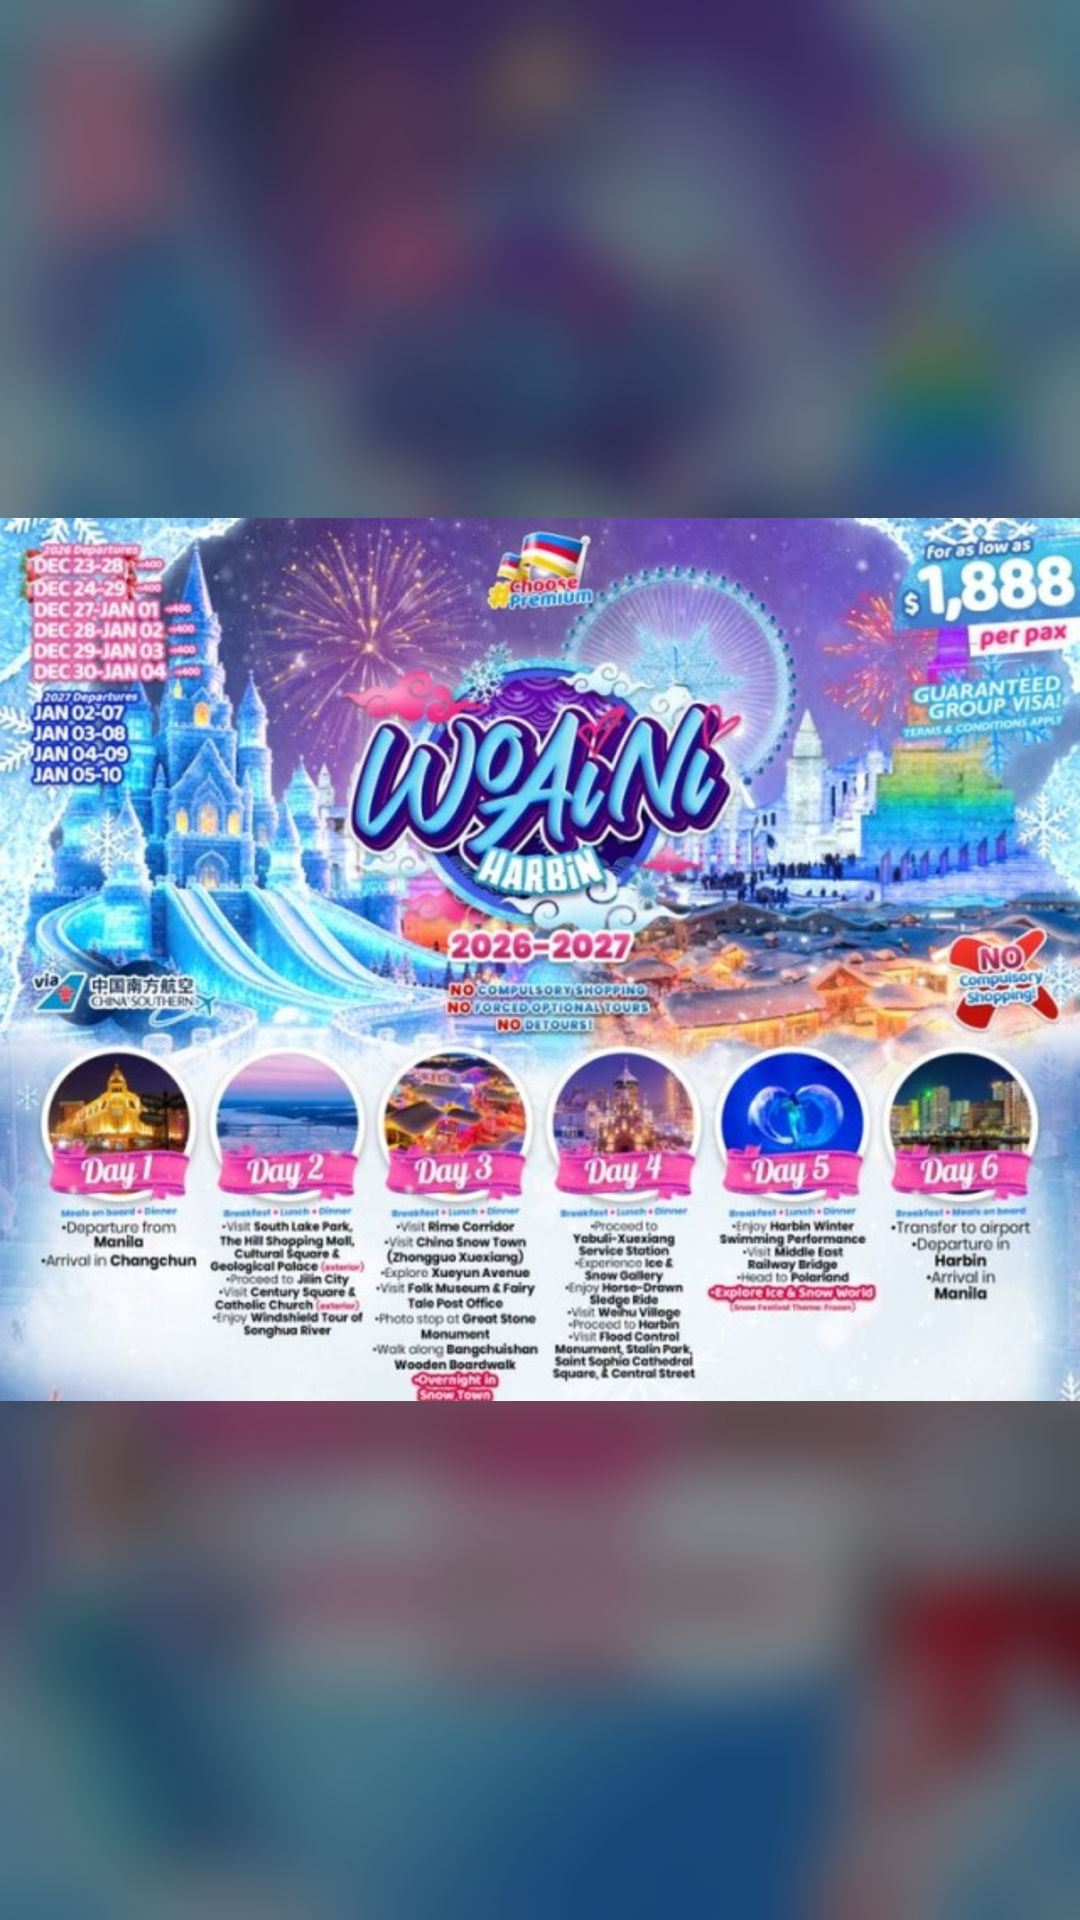 2026 Departures
DEC 23-28 +400
DEC 24-29 +400
DEC 27-JAN 01 +400
DEC 28-JAN 02 +400
DEC 29-JAN 03 +400
DEC 30-JAN 04 +400
2027 Departures
JAN 02-07
JAN 03-08
JAN 04-09
JAN 05-10
#Choose
Premium
for as low as
$1,888
per pax
GUARANTEED
GROUP VISA!
TERMS & CONDITIONS APPLY
WoAiNi
HARBiN
2026-2027
NO COMPULSORY SHOPPING
NO FORCED OPTIONAL TOURS
NO DETOURS!
via 中国南方航空
CHINA SOUTHERN
NO
Compulsory
Shopping!
Day 1
Meals on board + Dinner
•Departure from
Manila
•Arrival in Changchun
Day 2
Breakfast + Lunch + Dinner
•Visit South Lake Park,
The Hill Shopping Mall,
Cultural Square &
Geological Palace (exterior)
•Proceed to Jilin City
•Visit Century Square &
Catholic Church (exterior)
•Enjoy Windshield Tour of
Songhua River
Day 3
Breakfast + Lunch + Dinner
•Visit Rime Corridor
•Visit China Snow Town
(Zhongguo Xuexiang)
•Explore Xueyun Avenue
•Visit Folk Museum & Fairy
Tale Post Office
•Photo stop at Great Stone
Monument
•Walk along Bangchuishan
Wooden Boardwalk
•Overnight in
Snow Town
Day 4
Breakfast + Lunch + Dinner
•Proceed to
Yabuli-Xuexiang
Service Station
•Experience Ice &
Snow Gallery
•Enjoy Horse-Drawn
Sledge Ride
•Visit Weihu Village
•Proceed to Harbin
•Visit Flood Control
Monument, Stalin Park,
Saint Sophia Cathedral
Square, & Central Street
Day 5
Breakfast + Lunch + Dinner
•Enjoy Harbin Winter
Swimming Performance
•Visit Middle East
Railway Bridge
•Head to Polarland
•Explore Ice & Snow World
(Snow Festival Theme: Frozen)
Day 6
Breakfast + Meals on board
•Transfer to airport
•Departure in
Harbin
•Arrival in
Manila